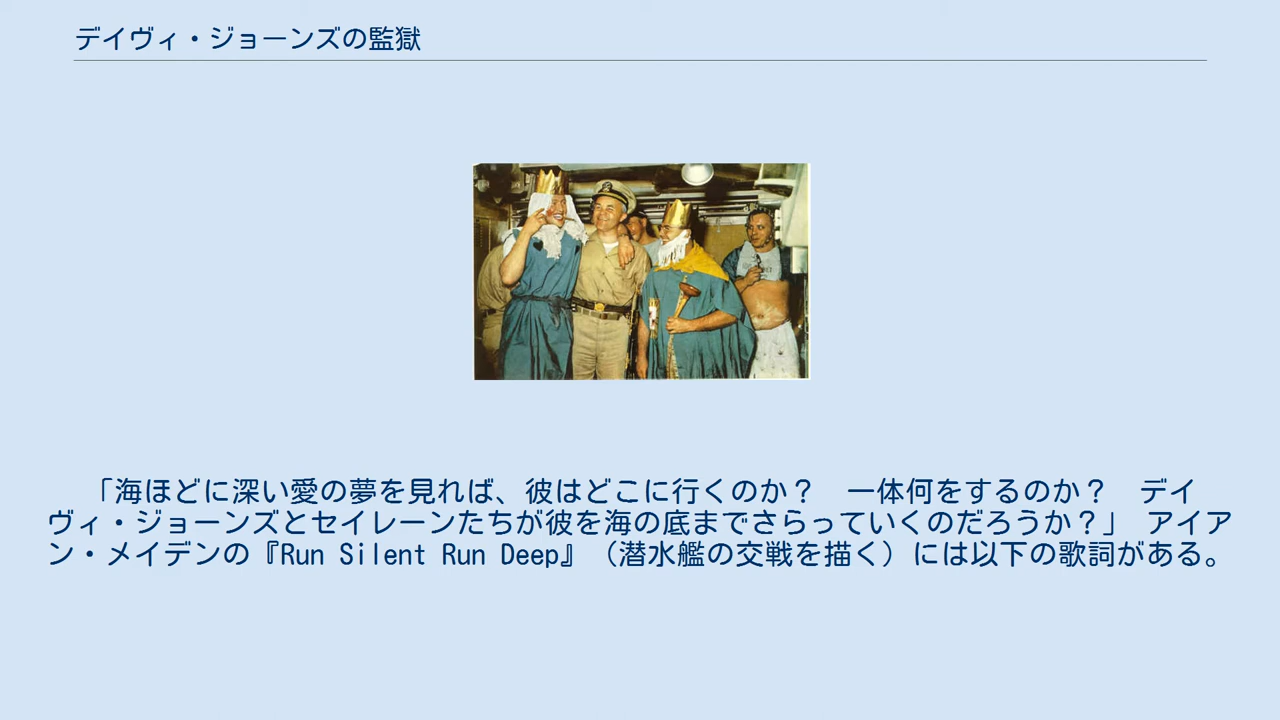 デイヴィ・ジョーンズの監獄
「海ほどに深い愛の夢を見れば、彼はどこに行くのか？　一体何をするのか？　デイ
ヴィ・ジョーンズとセイレーンたちが彼を海の底までさらっていくのだろうか？」 アイア
ン・メイデンの『Run Silent Run Deep』（潜水艦の交戦を描く）には以下の歌詞がある。